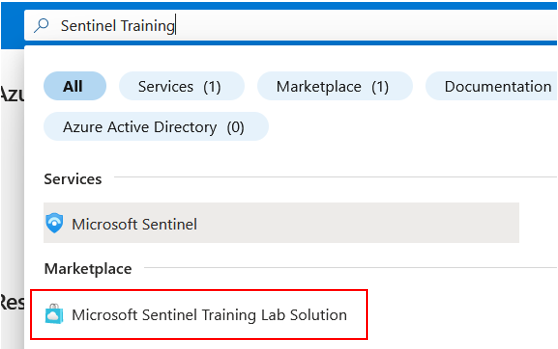 Sentinel Training
Azu
All
Services (1)
Marketplace (1)
Documentation
Azure Active Directory (0)
Services
Microsoft Sentinel
Marketplace
Res
Microsoft Sentinel Training Lab Solution